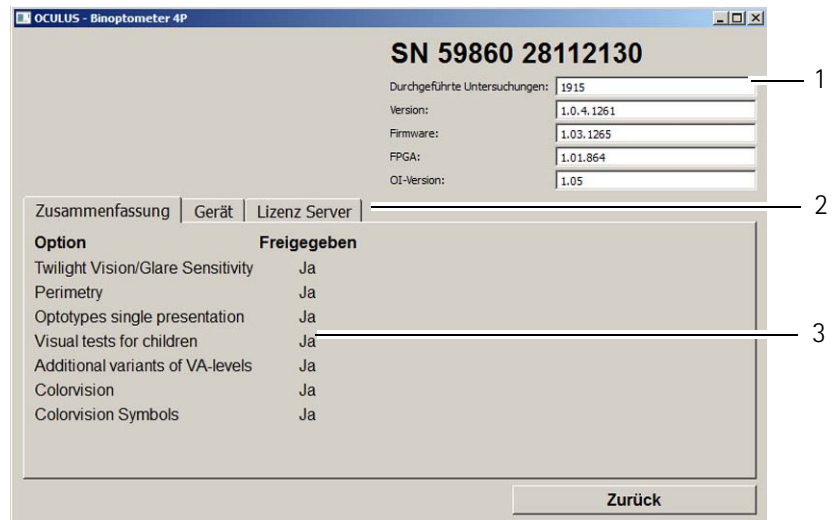 OCULUS - Binoptometer 4P
SN 59860 28112130
Durchgeführte Untersuchungen: 1915 1
Version: 1.0.4.1261
Firmware: 1.03.1265
FPGA: 1.01.864
OI-Version: 1.05
Zusammenfassung Gerät Lizenz Server 2
Option Freigegeben
Twilight Vision/Glare Sensitivity Ja
Perimetry Ja
Optotypes single presentation Ja
Visual tests for children Ja 3
Additional variants of VA-levels Ja
Colorvision Ja
Colorvision Symbols Ja
Zurück